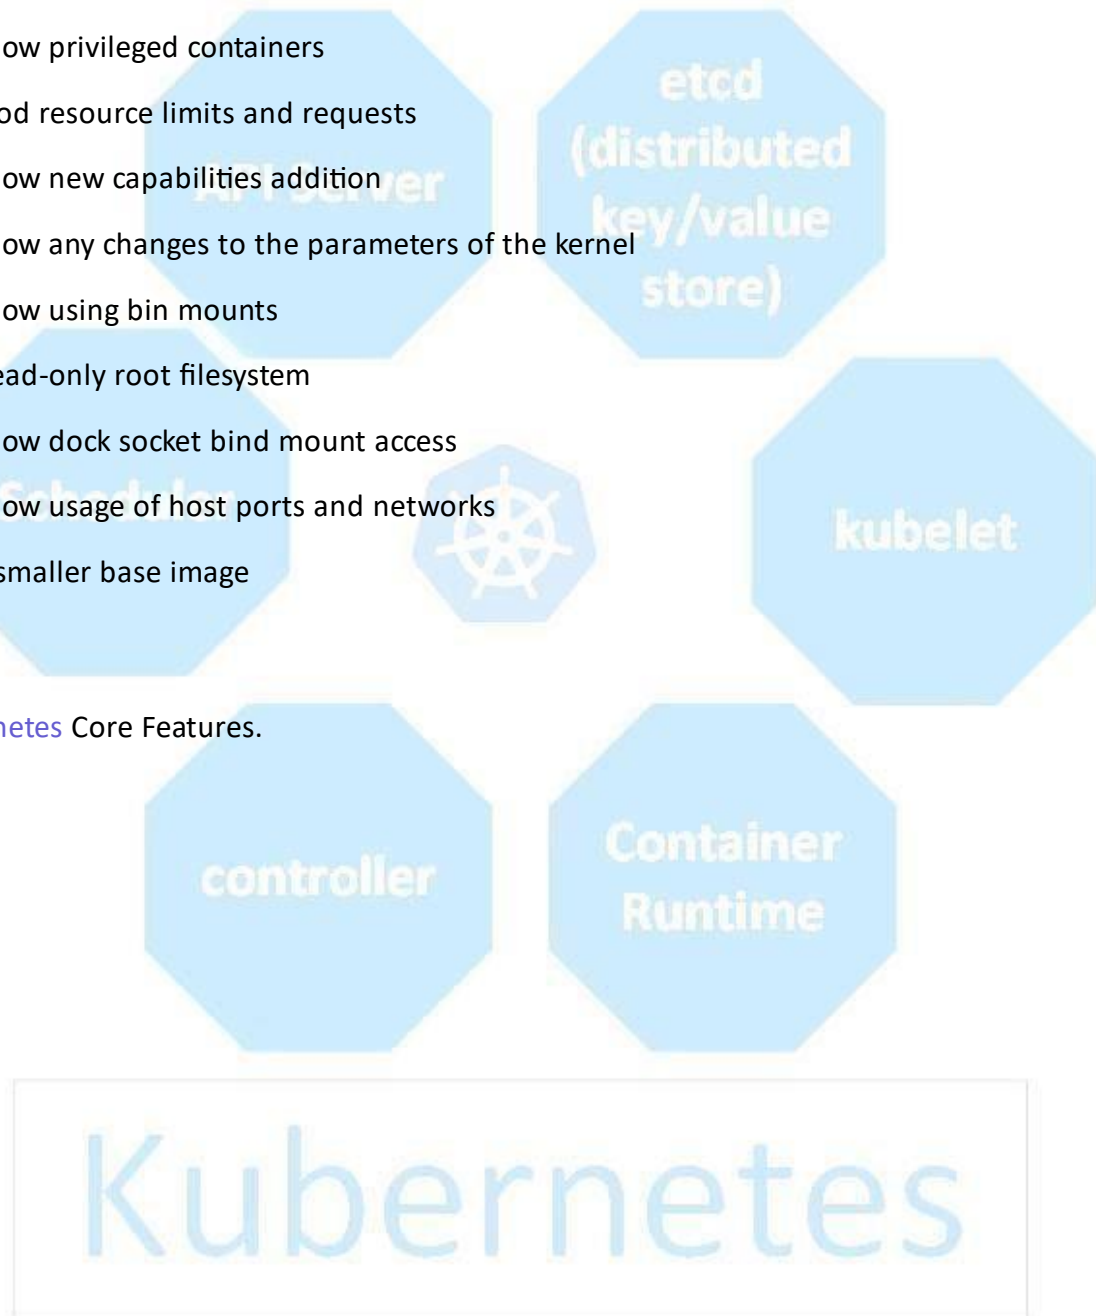 ow privileged containers
od resource limits and requests
ow new capabilities addition
ow any changes to the parameters of the kernel
ow using bin mounts
ead-only root filesystem
ow dock socket bind mount access
ow usage of host ports and networks
smaller base image
netes Core Features.
API Server
etcd
(distributed
key/value
store)
Scheduler
kubelet
controller
Container
Runtime
Kubernetes